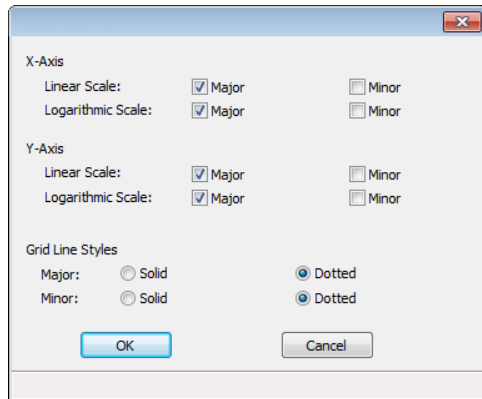 X-Axis
Linear Scale: Major Minor
Logarithmic Scale: Major Minor
Y-Axis
Linear Scale: Major Minor
Logarithmic Scale: Major Minor
Grid Line Styles
Major: Solid Dotted
Minor: Solid Dotted
OK Cancel